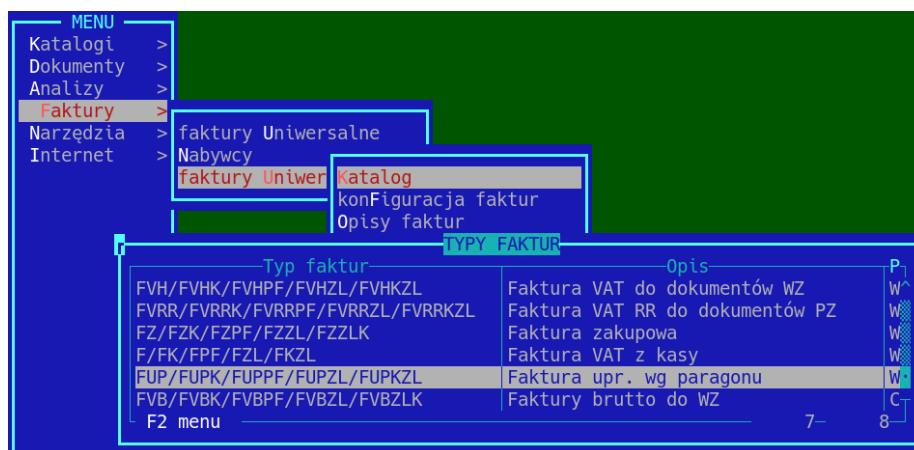 MENU
Katalogi >
Dokumenty >
Analizy >
Faktury >
Narzędzia >
Internet >
faktury Uniwersalne
Nabywcy
faktury Uniwer
Katalog
konFiguracja faktur
Opisy faktur
TYPY FAKTUR
Typ faktur Opis P
FVH/FVHK/FVHPF/FVHZL/FVHKZL Faktura VAT do dokumentów WZ W
FVRR/FVRRK/FVRRPF/FVRRZL/FVRRKZL Faktura VAT RR do dokumentów PZ W
FZ/FZK/FZPF/FZZL/FZZLK Faktura zakupowa W
F/FK/FPF/FZL/FKZL Faktura VAT z kasy W
FUP/FUPK/FUPPF/FUPZL/FUPKZL Faktura upr. wg paragonu W
FVB/FVBK/FVBPF/FVBZL/FVBZLK Faktury brutto do WZ C
F2 menu 7 8